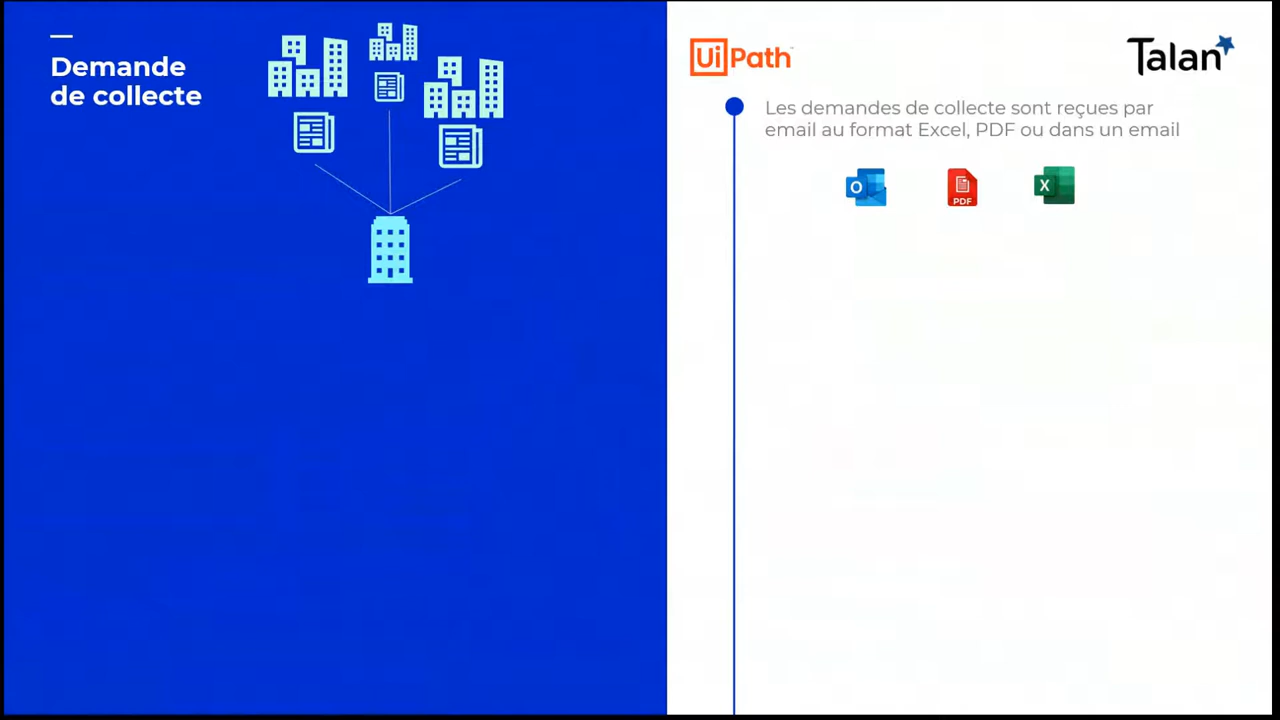 Demande
de collecte
UiPath
Talan
Les demandes de collecte sont reçues par
email au format Excel, PDF ou dans un email
O
PDF
X